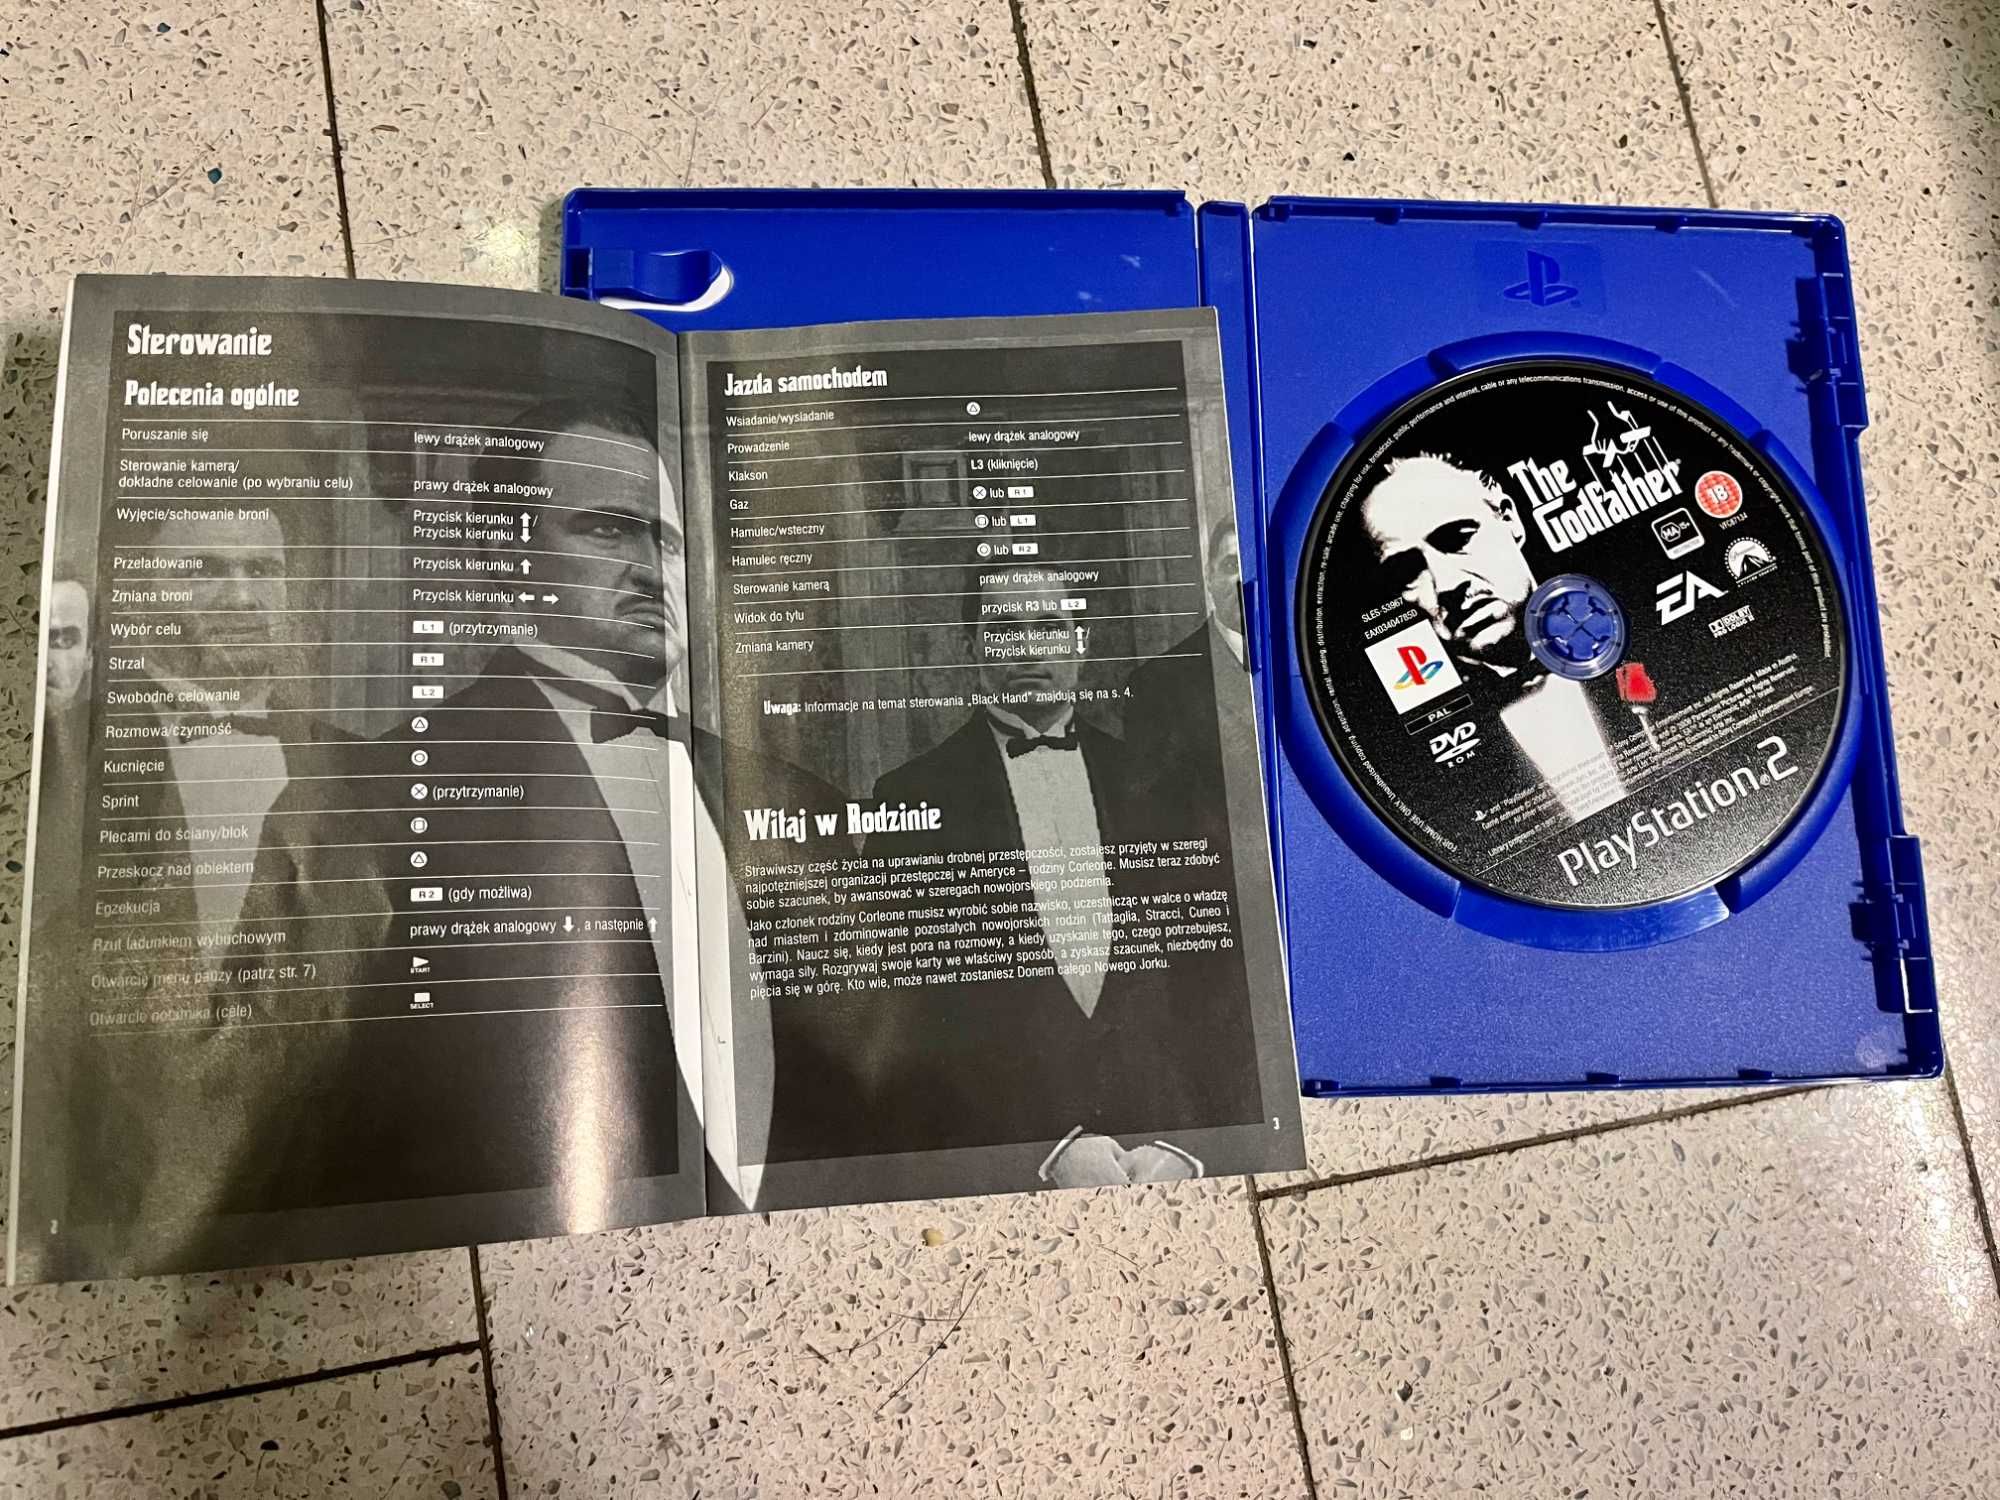 Sterowanie
Polecenia ogólne
Poruszanie się lewy drążek analogowy
Sterowanie kamerą/
dokładne celowanie (po wybraniu celu) prawy drążek analogowy
Wyjęcie/schowanie broni Przycisk kierunku ⬆/
Przycisk kierunku ⬇
Przeładowanie Przycisk kierunku ⬆
Zmiana broni Przycisk kierunku ⬅ ➡
Wybór celu L1 (przytrzymanie)
Strzał R1
Swobodne celowanie L2
Rozmowa/czynność △
Kucnięcie ○
Sprint ✕ (przytrzymanie)
Plecami do ściany/blok □
Przeskocz nad obiektem △
Egzekucja R2 (gdy możliwa)
Rzut ładunkiem wybuchowym prawy drążek analogowy ⬇, a następnie ⬆
Otwarcie menu pauzy (patrz str. 7) START
Otwarcie notatnika (cele) SELECT
2
Jazda samochodem
Wsiadanie/wysiadanie △
Prowadzenie lewy drążek analogowy
Klakson L3 (kliknięcie)
Gaz ✕ lub R1
Hamulec/wsteczny □ lub L1
Hamulec ręczny ○ lub R2
Sterowanie kamerą prawy drążek analogowy
Widok do tyłu przycisk R3 lub L2
Zmiana kamery Przycisk kierunku ⬆/
Przycisk kierunku ⬇
Uwaga: Informacje na temat sterowania „Black Hand" znajdują się na s. 4.
Witaj w Rodzinie
Strawiwszy część życia na uprawianiu drobnej przestępczości, zostajesz przyjęty w szeregi
najpotężniejszej organizacji przestępczej w Ameryce – rodziny Corleone. Musisz teraz zdobyć
sobie szacunek, by awansować w szeregach nowojorskiego podziemia.
Jako członek rodziny Corleone musisz wyrobić sobie nazwisko, uczestnicząc w walce o władzę
nad miastem i zdominowanie pozostałych nowojorskich rodzin (Tattaglia, Stracci, Cuneo i
Barzini). Naucz się, kiedy jest pora na rozmowy, a kiedy uzyskanie tego, czego potrzebujesz,
wymaga siły. Rozgrywaj swoje karty we właściwy sposób, a zyskasz szacunek, niezbędny do
pięcia się w górę. Kto wie, może nawet zostaniesz Donem całego Nowego Jorku.
3
The
Godfather
18
VFC87134
MA15+
EA
DOLBY
PRO LOGIC II
SLES-53967
EAX03404785D
PAL
DVD
ROM
PlayStation.2